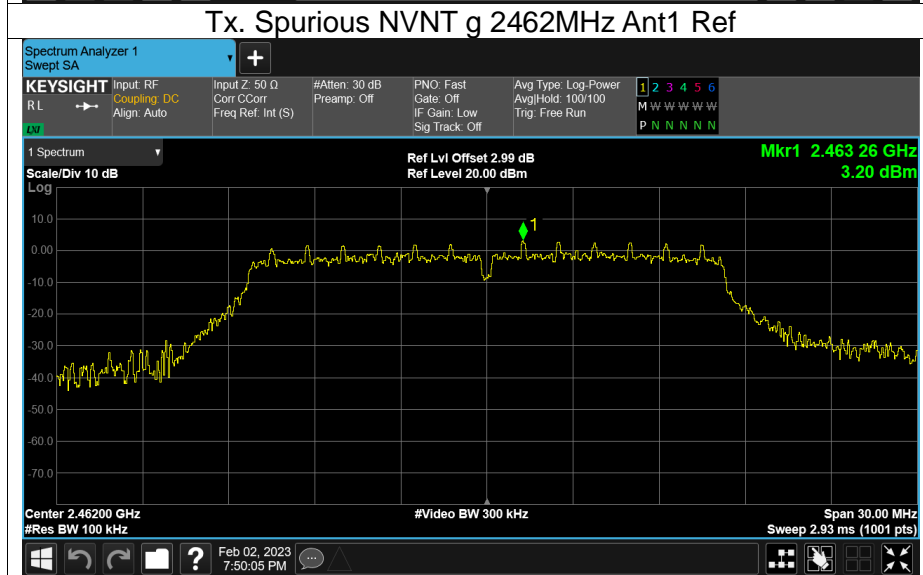 Tx. Spurious NVNT g 2462MHz Ant1 Ref
Spectrum Analyzer 1
Swept SA
KEYSIGHT
R L
LXI
Input: RF
Coupling: DC
Align: Auto
Input Z: 50 Ω
Corr CCorr
Freq Ref: Int (S)
#Atten: 30 dB
Preamp: Off
PNO: Fast
Gate: Off
IF Gain: Low
Sig Track: Off
Avg Type: Log-Power
Avg|Hold: 100/100
Trig: Free Run
1 2 3 4 5 6
M W W W W W
P N N N N N
1 Spectrum
Scale/Div 10 dB
Ref Lvl Offset 2.99 dB
Ref Level 20.00 dBm
Mkr1 2.463 26 GHz
3.20 dBm
Log
10.0
0.00
-10.0
-20.0
-30.0
-40.0
-50.0
-60.0
-70.0
1
Center 2.46200 GHz
#Res BW 100 kHz
#Video BW 300 kHz
Span 30.00 MHz
Sweep 2.93 ms (1001 pts)
?
Feb 02, 2023
7:50:05 PM